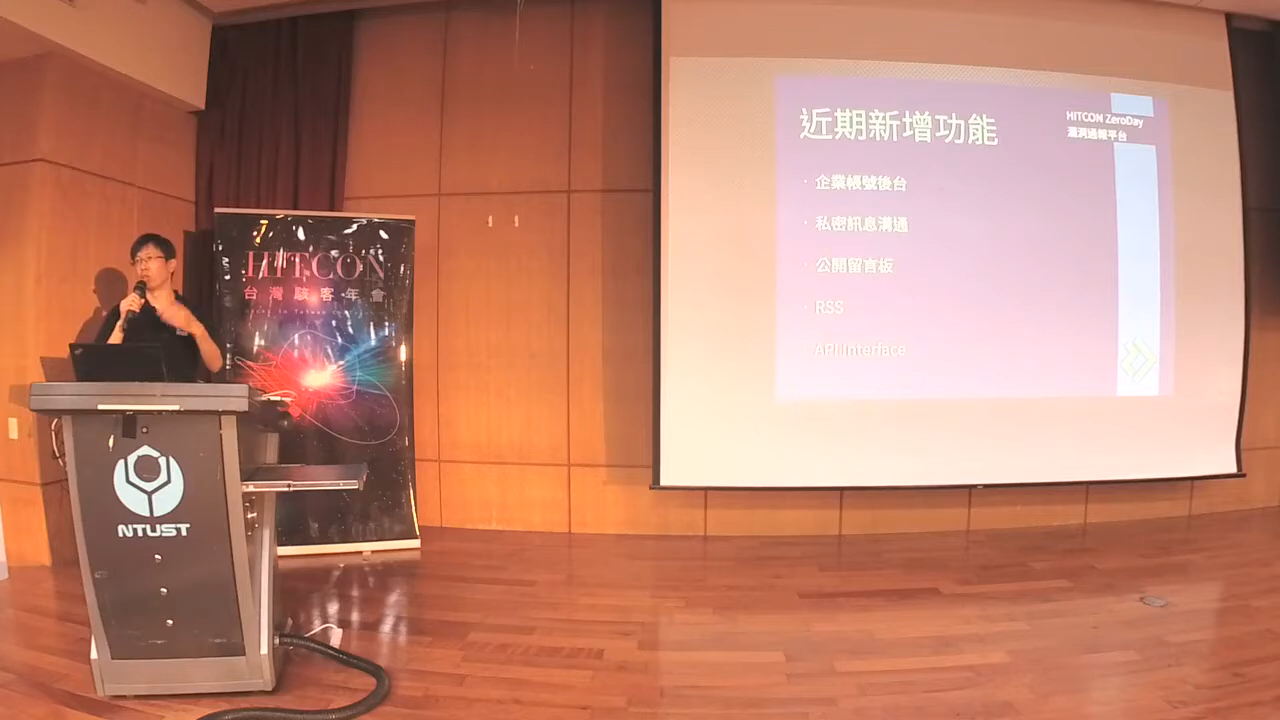 HITCON
台灣駭客年會
NTUST
近期新增功能
HITCON ZeroDay
漏洞通報平台
· 企業帳號後台
· 私密訊息溝通
· 公開留言板
· RSS
· API Interface